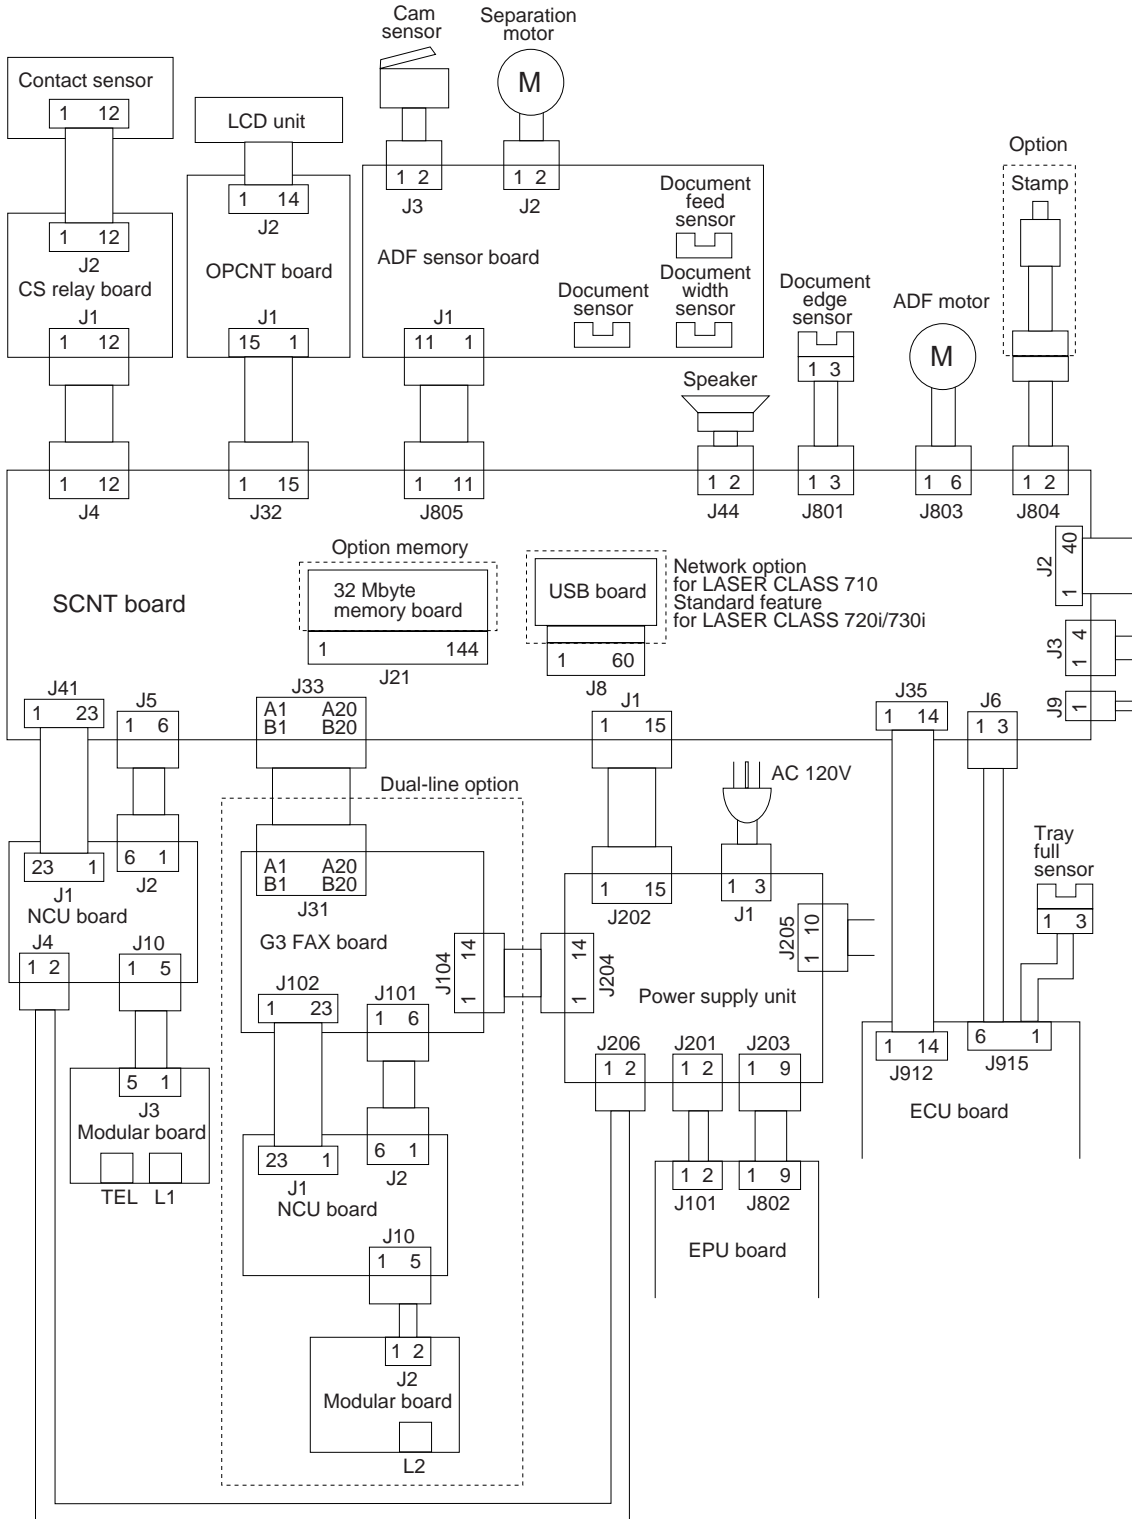 Cam
sensor
Separation
motor
M
Contact sensor
1 12
LCD unit
Option
Stamp
1 2
J3
1 2
J2
1 14
J2
1 12
J2
CS relay board
OPCNT board
ADF sensor board
Document
feed
sensor
Document
sensor
Document
width
sensor
Document
edge
sensor
ADF motor
M
J1
1 12
J1
15 1
J1
11 1
1 3
Speaker
1 12
J4
1 15
J32
1 11
J805
1 2
J44
1 3
J801
1 6
J803
1 2
J804
1 40
J2
Option memory
32 Mbyte
memory board
1 144
J21
USB board
1 60
J8
Network option
for LASER CLASS 710
Standard feature
for LASER CLASS 720i/730i
SCNT board
1 4
J3
1
J9
J41
1 23
J5
1 6
J33
A1 A20
B1 B20
J1
1 15
J35
1 14
J6
1 3
Dual-line option
AC 120V
Tray
full
sensor
1 3
23 1
J1
6 1
J2
NCU board
J4
1 2
J10
1 5
A1 A20
B1 B20
J31
G3 FAX board
1 14
J104
1 14
J204
1 15
J202
1 3
J1
1 10
J205
Power supply unit
J102
1 23
J101
1 6
J206
1 2
J201
1 2
J203
1 9
1 14
J912
6 1
J915
ECU board
5 1
J3
Modular board
TEL L1
23 1
J1
6 1
J2
NCU board
J10
1 5
1 2
J101
1 9
J802
EPU board
1 2
J2
Modular board
L2